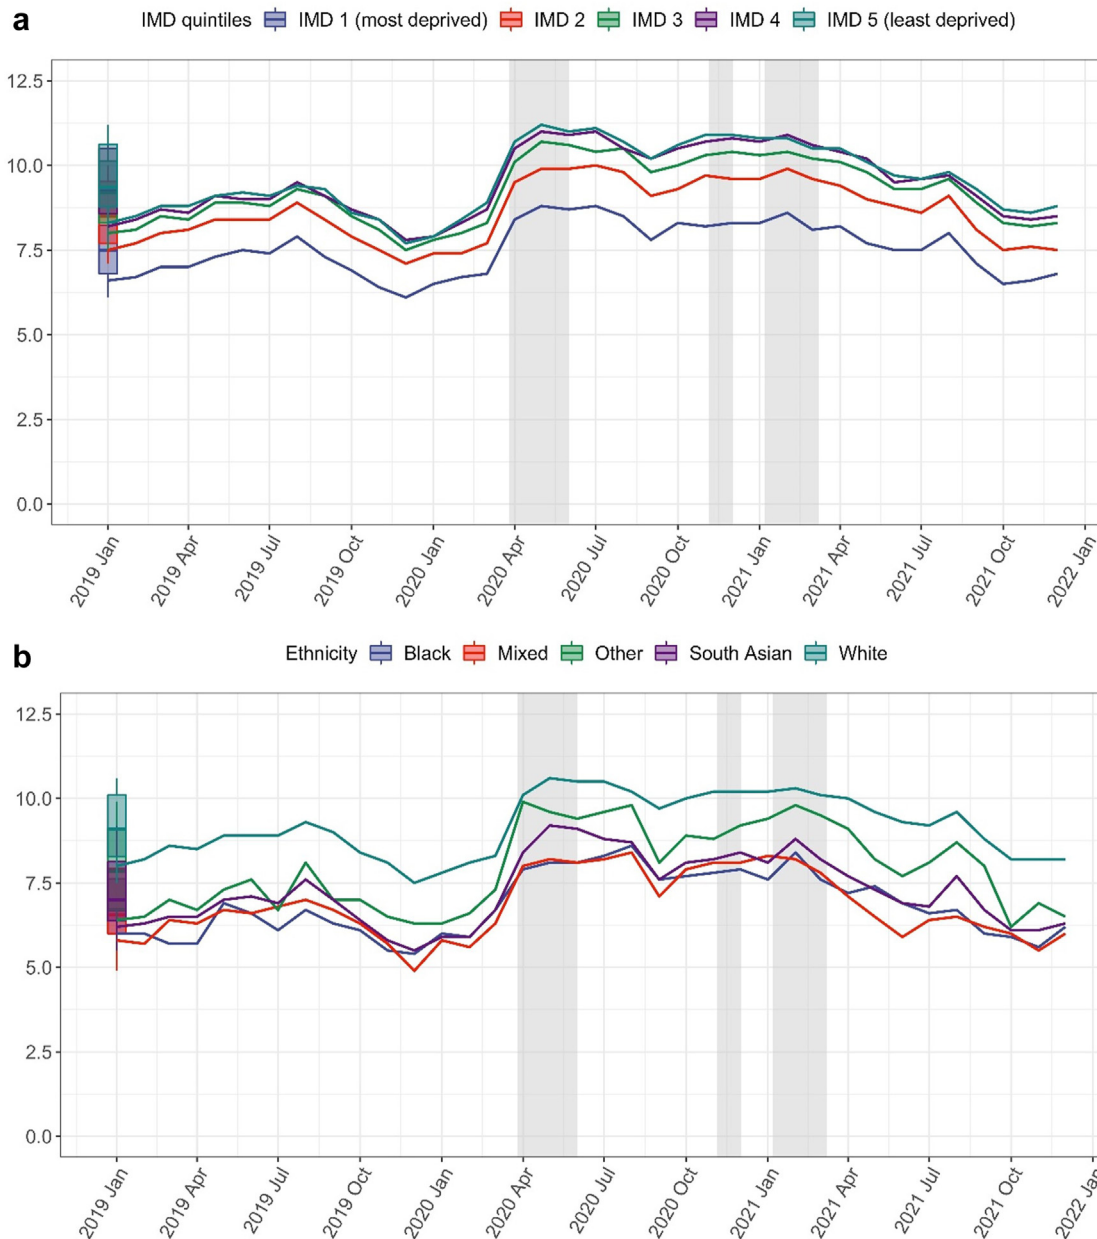 a
IMD quintiles IMD 1 (most deprived) IMD 2 IMD 3 IMD 4 IMD 5 (least deprived)
12.5
10.0
7.5
5.0
2.5
0.0
2019 Jan 2019 Apr 2019 Jul 2019 Oct 2020 Jan 2020 Apr 2020 Jul 2020 Oct 2021 Jan 2021 Apr 2021 Jul 2021 Oct 2022 Jan
b
Ethnicity Black Mixed Other South Asian White
12.5
10.0
7.5
5.0
2.5
0.0
2019 Jan 2019 Apr 2019 Jul 2019 Oct 2020 Jan 2020 Apr 2020 Jul 2020 Oct 2021 Jan 2021 Apr 2021 Jul 2021 Oct 2022 Jan